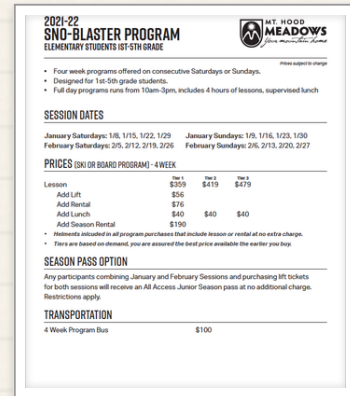 2021-22
SNO-BLASTER PROGRAM
ELEMENTARY STUDENTS 1ST-5TH GRADE
MT. HOOD
MEADOWS
Your mountain home
Prices subject to change
• Four week programs offered on consecutive Saturdays or Sundays.
• Designed for 1st-5th grade students.
• Full day programs runs from 10am-3pm, includes 4 hours of lessons, supervised lunch
SESSION DATES
January Saturdays: 1/8, 1/15, 1/22, 1/29 January Sundays: 1/9, 1/16, 1/23, 1/30
February Saturdays: 2/5, 2/12, 2/19, 2/26 February Sundays: 2/6, 2/13, 2/20, 2/27
PRICES (SKI OR BOARD PROGRAM) - 4 WEEK
Tier 1 Tier 2 Tier 3
Lesson $359 $419 $479
Add Lift $56
Add Rental $76
Add Lunch $40 $40 $40
Add Season Rental $190
• Helments inlcuded in all program purchases that include lesson or rental at no extra charge.
• Tiers are based on demand, you are assured the best price available the earlier you buy.
SEASON PASS OPTION
Any participants combining January and February Sessions and purchasing lift tickets
for both sessions will receive an All Access Junior Season pass at no additional charge.
Restrictions apply.
TRANSPORTATION
4 Week Program Bus $100